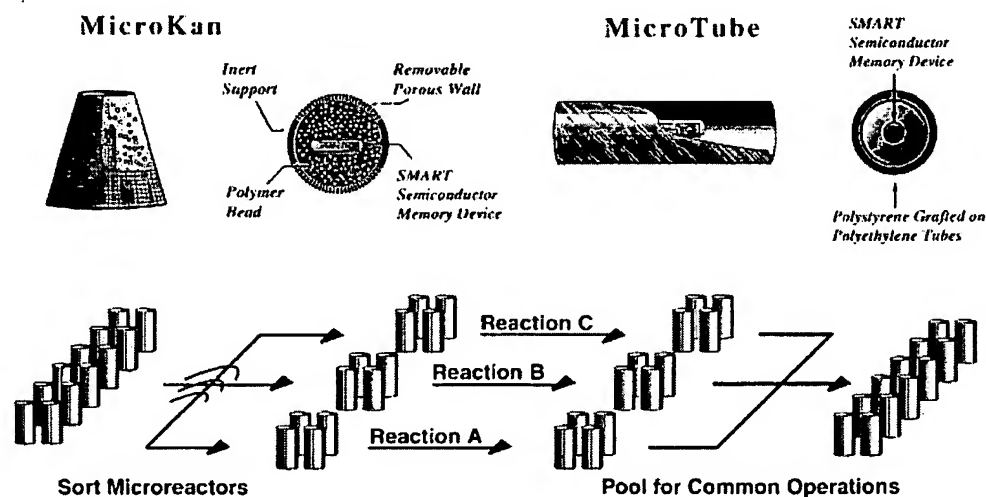 MicroKan
MicroTube
Inert
Support
Removable
Porous Wall
Polymer
Bead
SMART
Semiconductor
Memory Device
SMART
Semiconductor
Memory Device
Polystyrene Grafted on
Polyethylene Tubes
Reaction C
Reaction B
Reaction A
Sort Microreactors
Pool for Common Operations